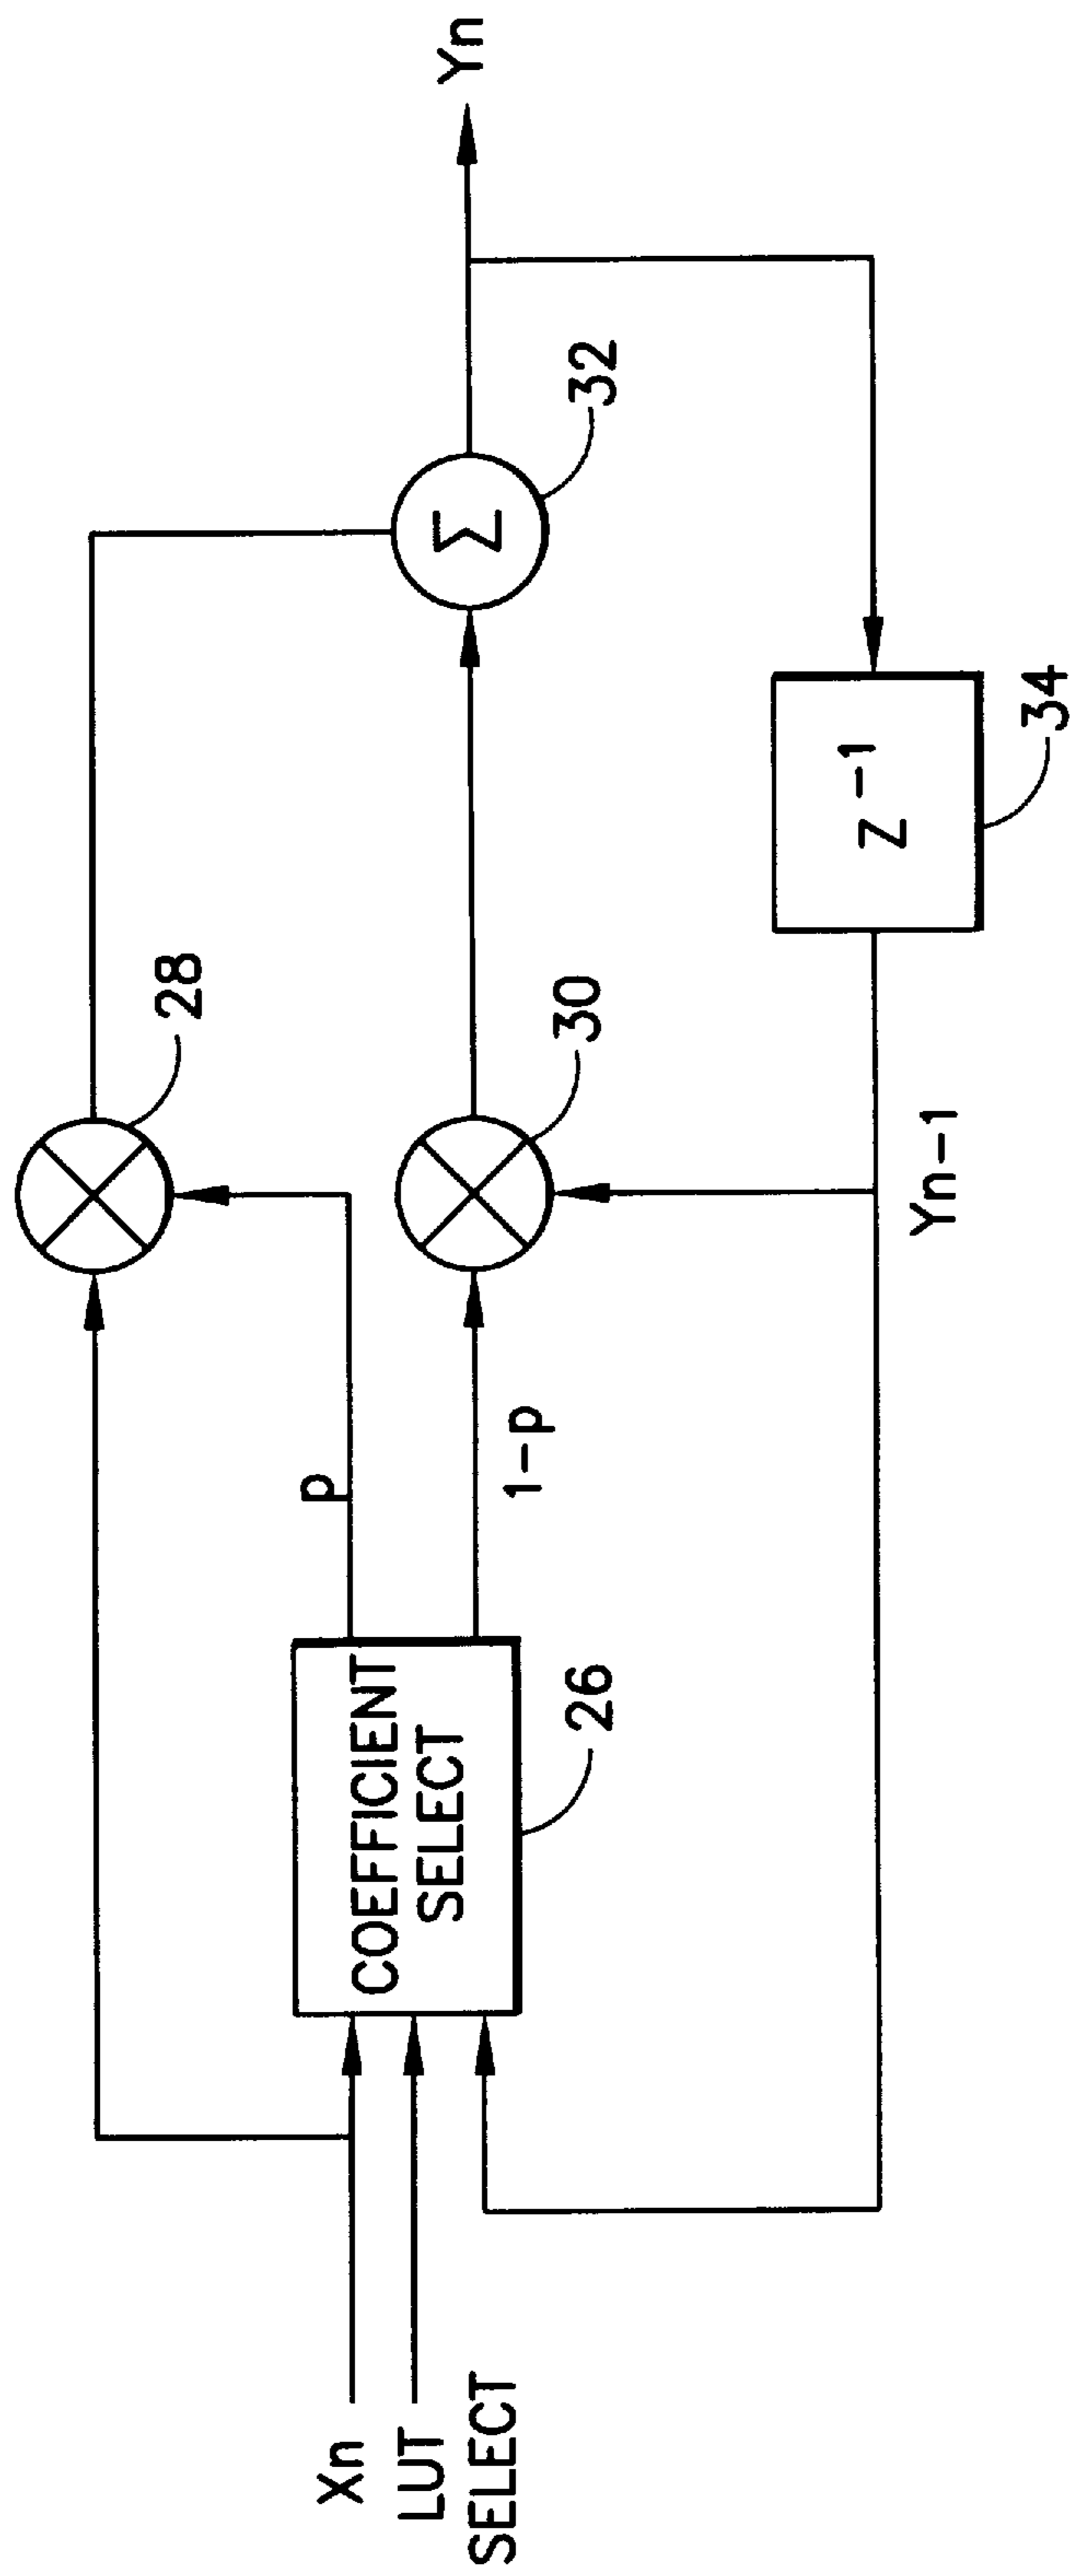 Xn
LUT
SELECT
COEFFICIENT
SELECT
26
p
1-p
28
30
Σ
32
Yn
Z -1
34
Yn-1